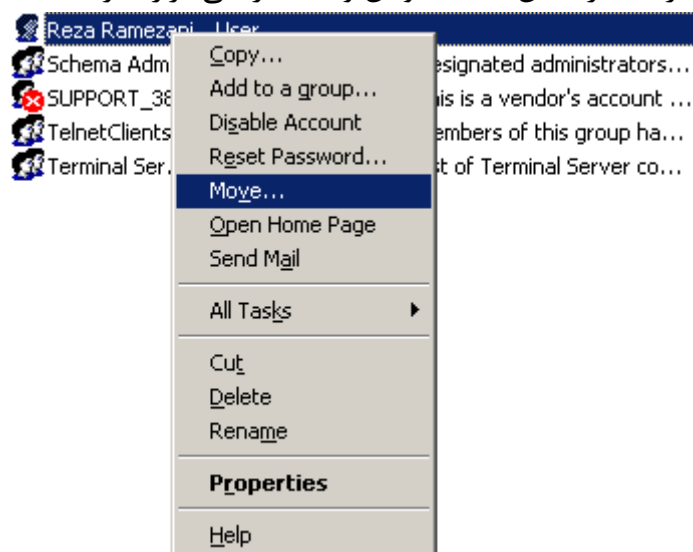 Reza Ramezani User
Schema Adm esignated administrators...
SUPPORT_38 is is a vendor's account ...
TelnetClients embers of this group ha...
Terminal Ser. st of Terminal Server co...
Copy...
Add to a group...
Disable Account
Reset Password...
Move...
Open Home Page
Send Mail
All Tasks
Cut
Delete
Rename
Properties
Help